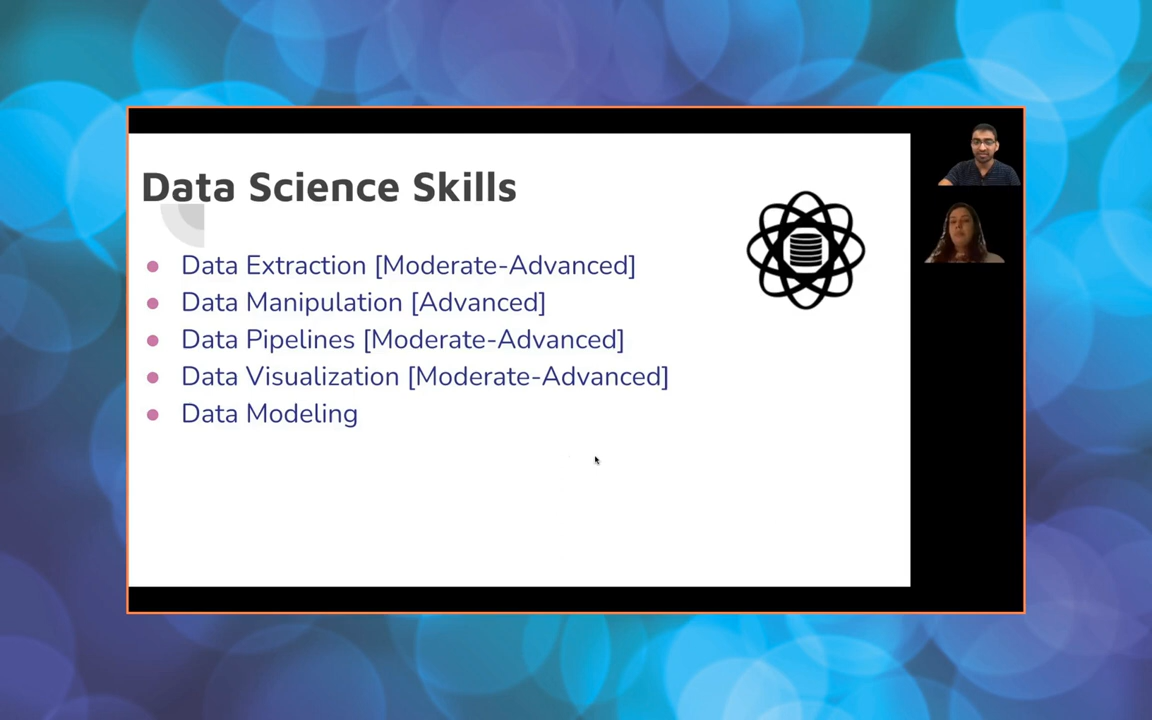 Data Science Skills
Data Extraction [Moderate-Advanced]
Data Manipulation [Advanced]
Data Pipelines [Moderate-Advanced]
Data Visualization [Moderate-Advanced]
Data Modeling